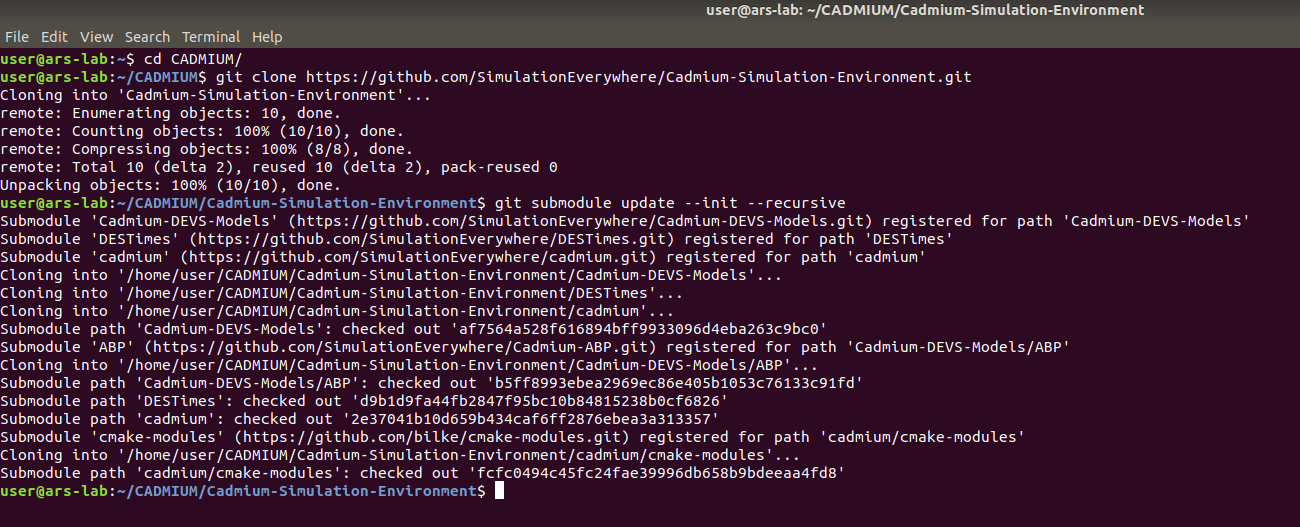 user@ars-lab: ~/CADMIUM/Cadmium-Simulation-Environment
File Edit View Search Terminal Help
user@ars-lab:~$ cd CADMIUM/
user@ars-lab:~/CADMIUM$ git clone https://github.com/SimulationEverywhere/Cadmium-Simulation-Environment.git
Cloning into 'Cadmium-Simulation-Environment'...
remote: Enumerating objects: 10, done.
remote: Counting objects: 100% (10/10), done.
remote: Compressing objects: 100% (8/8), done.
remote: Total 10 (delta 2), reused 10 (delta 2), pack-reused 0
Unpacking objects: 100% (10/10), done.
user@ars-lab:~/CADMIUM/Cadmium-Simulation-Environment$ git submodule update --init --recursive
Submodule 'Cadmium-DEVS-Models' (https://github.com/SimulationEverywhere/Cadmium-DEVS-Models.git) registered for path 'Cadmium-DEVS-Models'
Submodule 'DESTimes' (https://github.com/SimulationEverywhere/DESTimes.git) registered for path 'DESTimes'
Submodule 'cadmium' (https://github.com/SimulationEverywhere/cadmium.git) registered for path 'cadmium'
Cloning into '/home/user/CADMIUM/Cadmium-Simulation-Environment/Cadmium-DEVS-Models'...
Cloning into '/home/user/CADMIUM/Cadmium-Simulation-Environment/DESTimes'...
Cloning into '/home/user/CADMIUM/Cadmium-Simulation-Environment/cadmium'...
Submodule path 'Cadmium-DEVS-Models': checked out 'af7564a528f616894bff9933096d4eba263c9bc0'
Submodule 'ABP' (https://github.com/SimulationEverywhere/Cadmium-ABP.git) registered for path 'Cadmium-DEVS-Models/ABP'
Cloning into '/home/user/CADMIUM/Cadmium-Simulation-Environment/Cadmium-DEVS-Models/ABP'...
Submodule path 'Cadmium-DEVS-Models/ABP': checked out 'b5ff8993ebea2969ec86e405b1053c76133c91fd'
Submodule path 'DESTimes': checked out 'd9b1d9fa44fb2847f95bc10b84815238b0cf6826'
Submodule path 'cadmium': checked out '2e37041b10d659b434caf6ff2876ebea3a313357'
Submodule 'cmake-modules' (https://github.com/bilke/cmake-modules.git) registered for path 'cadmium/cmake-modules'
Cloning into '/home/user/CADMIUM/Cadmium-Simulation-Environment/cadmium/cmake-modules'...
Submodule path 'cadmium/cmake-modules': checked out 'fcfc0494c45fc24fae39996db658b9bdeeaa4fd8'
user@ars-lab:~/CADMIUM/Cadmium-Simulation-Environment$